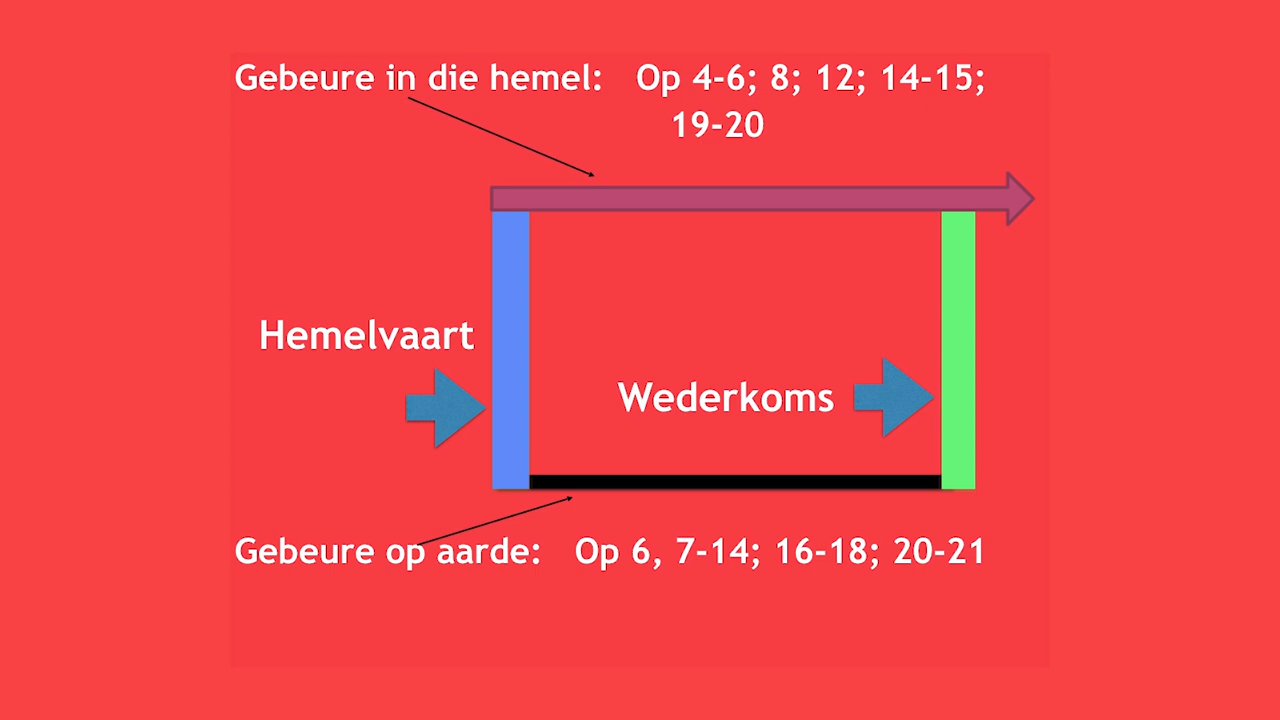 Gebeure in die hemel: Op 4-6; 8; 12; 14-15;
19-20
Hemelvaart
Wederkoms
Gebeure op aarde: Op 6, 7-14; 16-18; 20-21